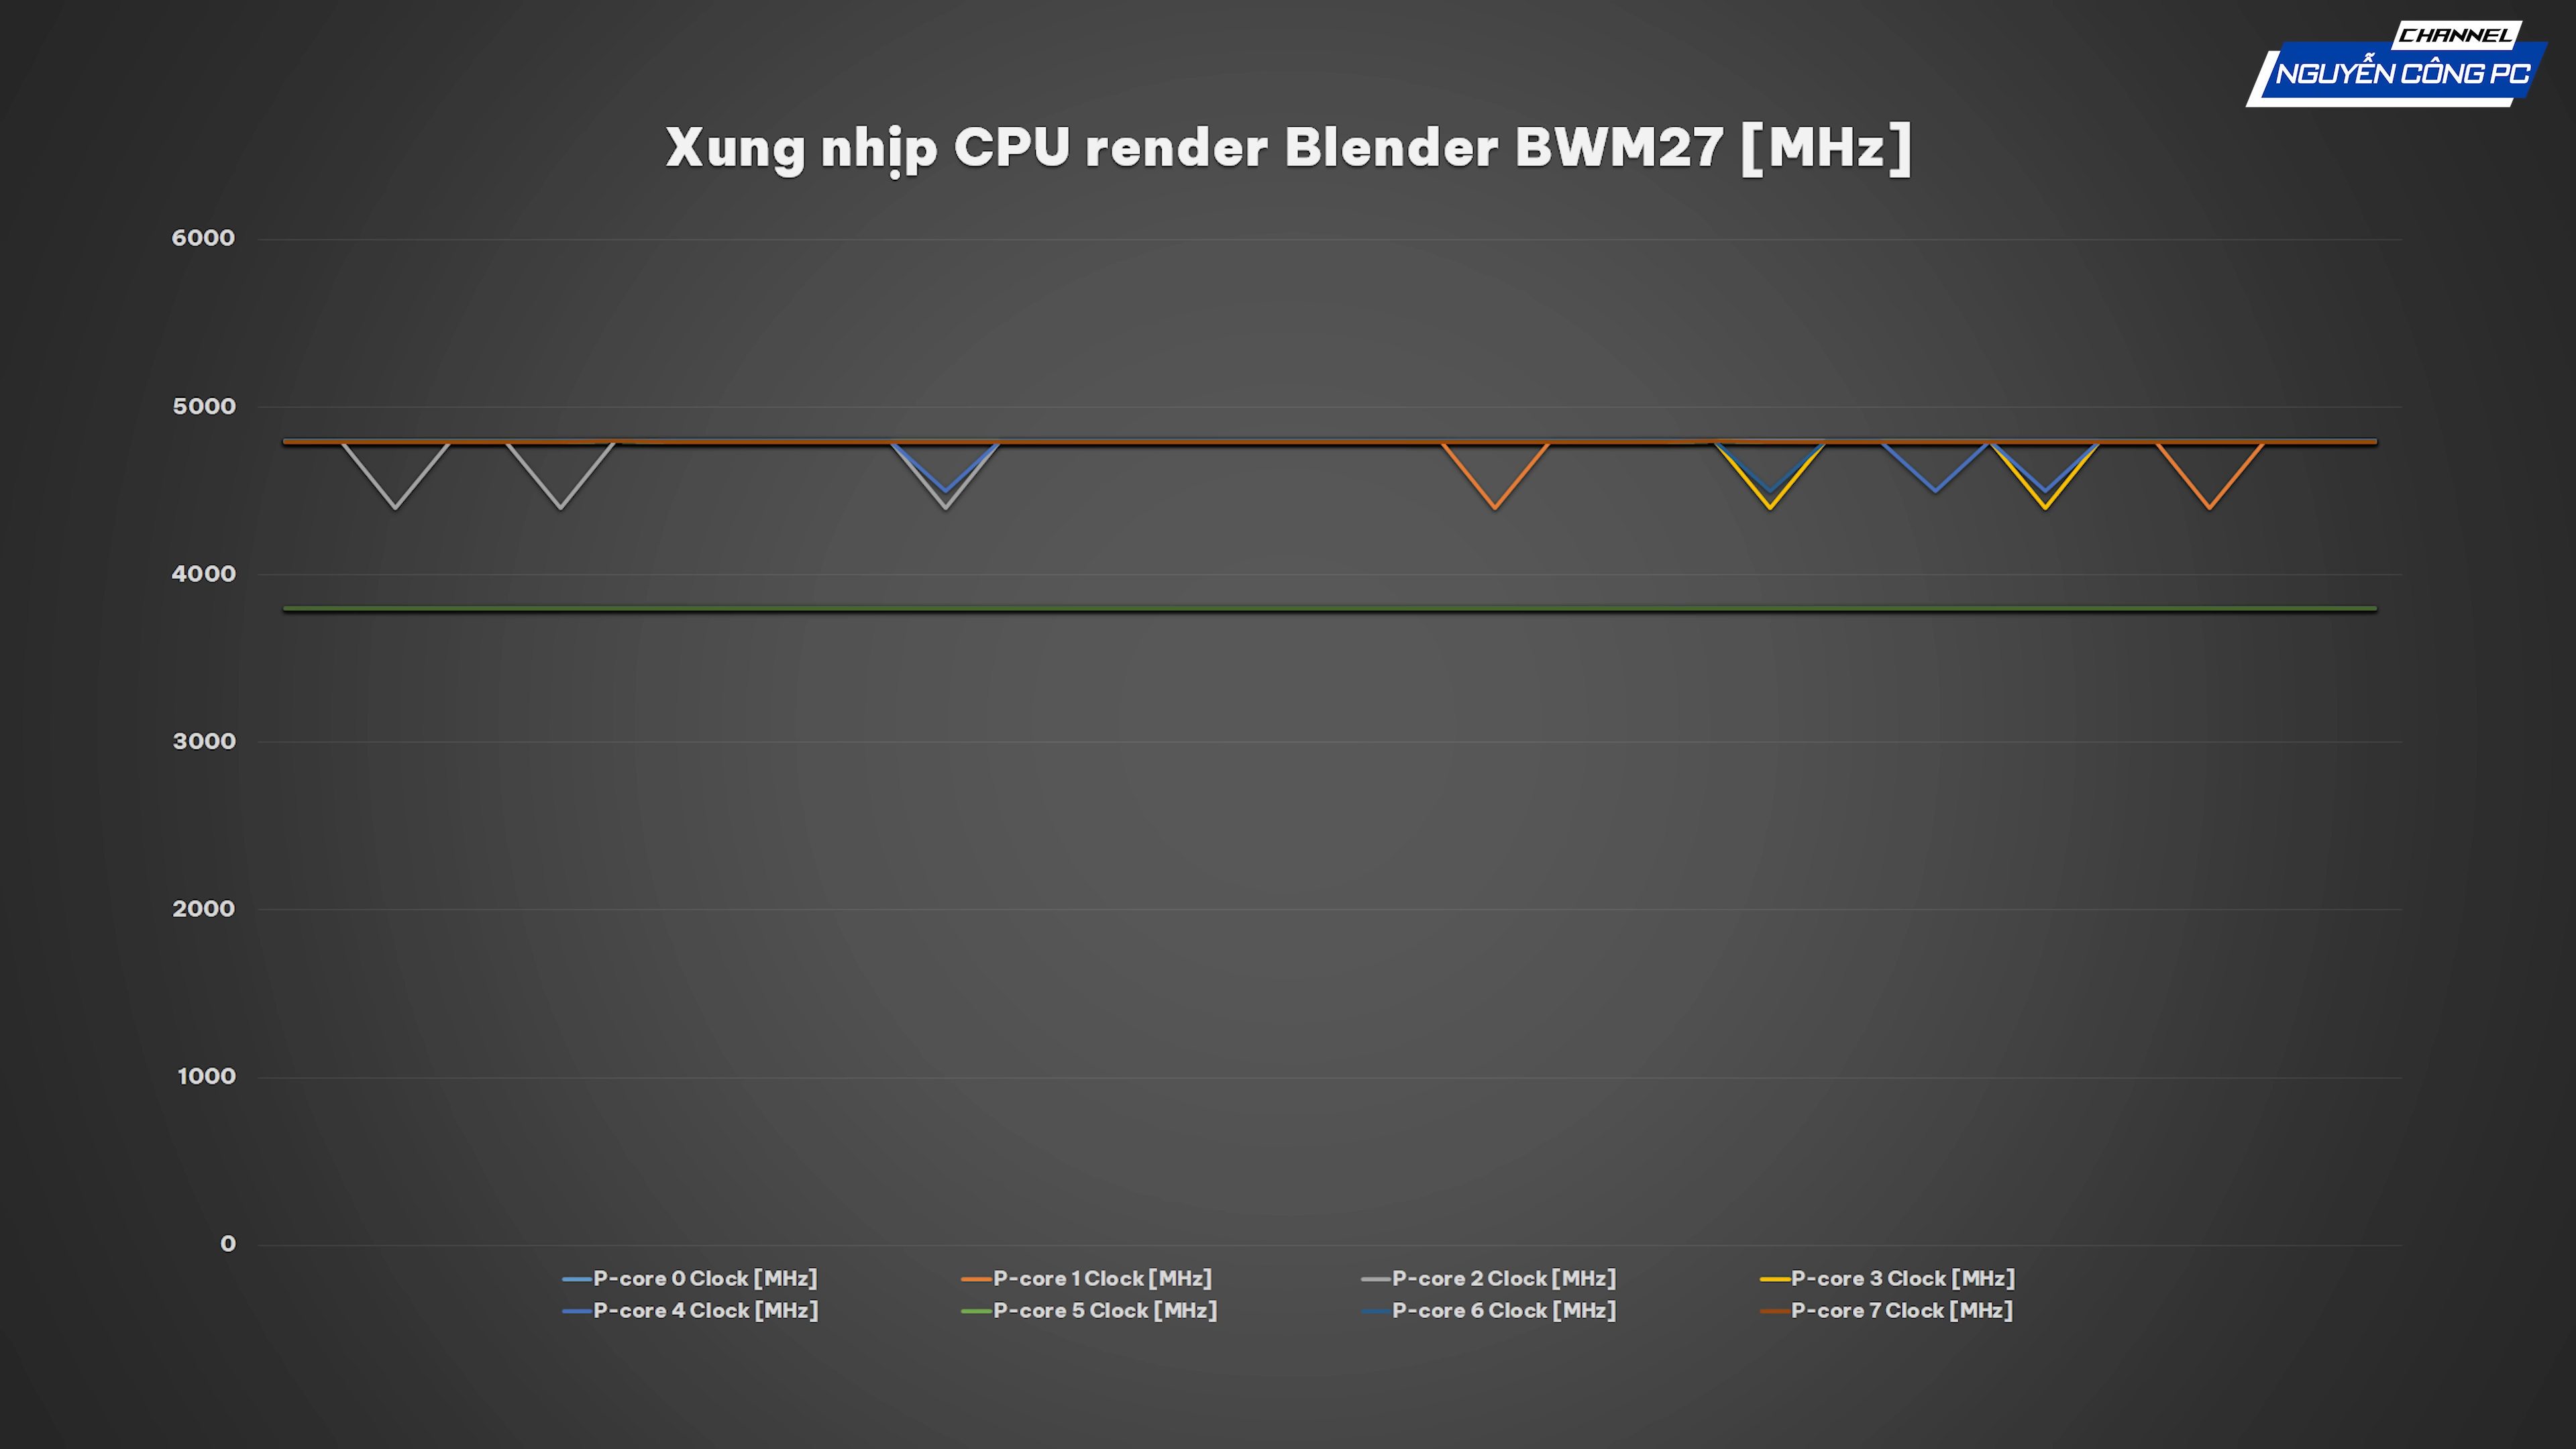 CHANNEL
NGUYỄN CÔNG PC
Xung nhịp CPU render Blender BWM27 [MHz]
6000
5000
4000
3000
2000
1000
0
P-core 0 Clock [MHz] P-core 1 Clock [MHz] P-core 2 Clock [MHz] P-core 3 Clock [MHz]
P-core 4 Clock [MHz] P-core 5 Clock [MHz] P-core 6 Clock [MHz] P-core 7 Clock [MHz]